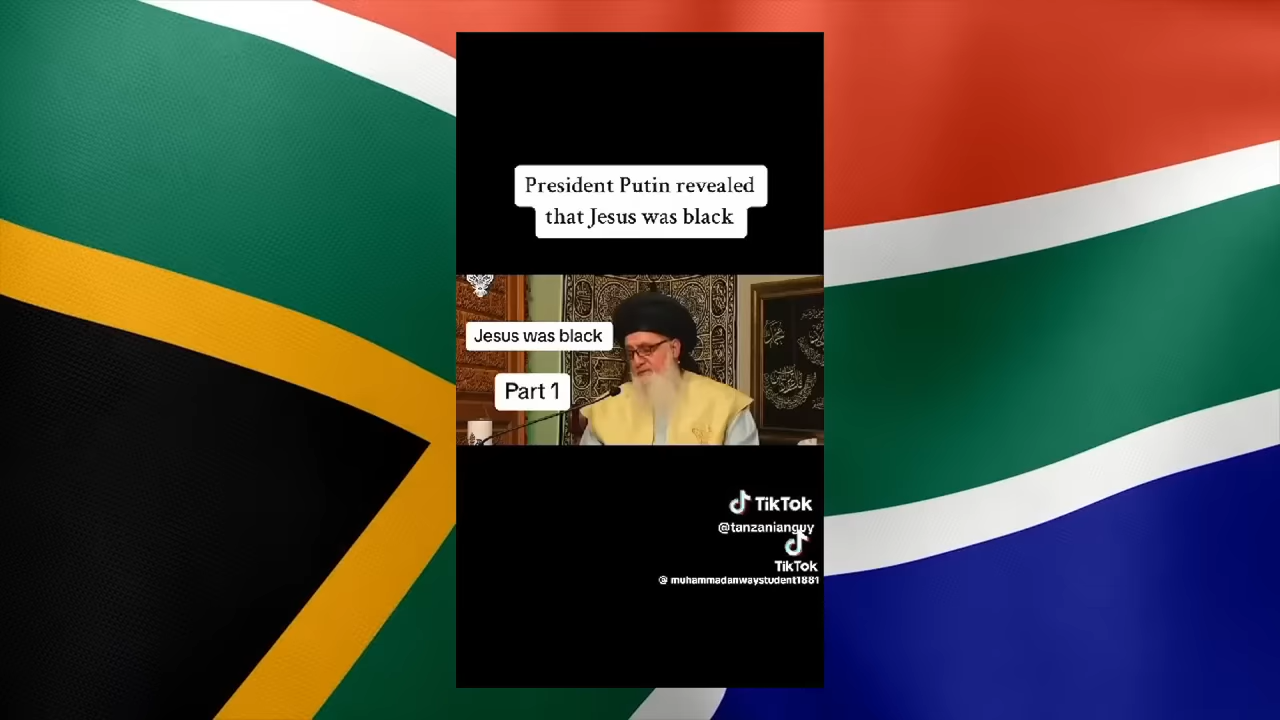 President Putin revealed
that Jesus was black
Jesus was black
Part 1
TikTok
@tanzanianguy
TikTok
@muhammadanwaystudent1881